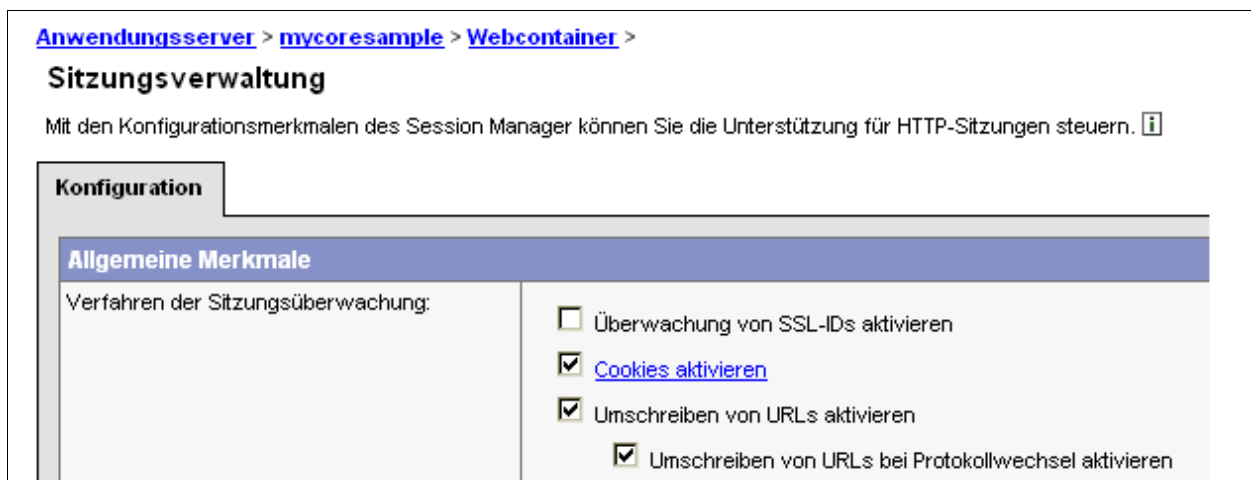 Anwendungsserver > mycoresample > Webcontainer >
Sitzungsverwaltung
Mit den Konfigurationsmerkmalen des Session Manager können Sie die Unterstützung für HTTP-Sitzungen steuern. i
Konfiguration
Allgemeine Merkmale
Verfahren der Sitzungsüberwachung:
Überwachung von SSL-IDs aktivieren
Cookies aktivieren
Umschreiben von URLs aktivieren
Umschreiben von URLs bei Protokollwechsel aktivieren